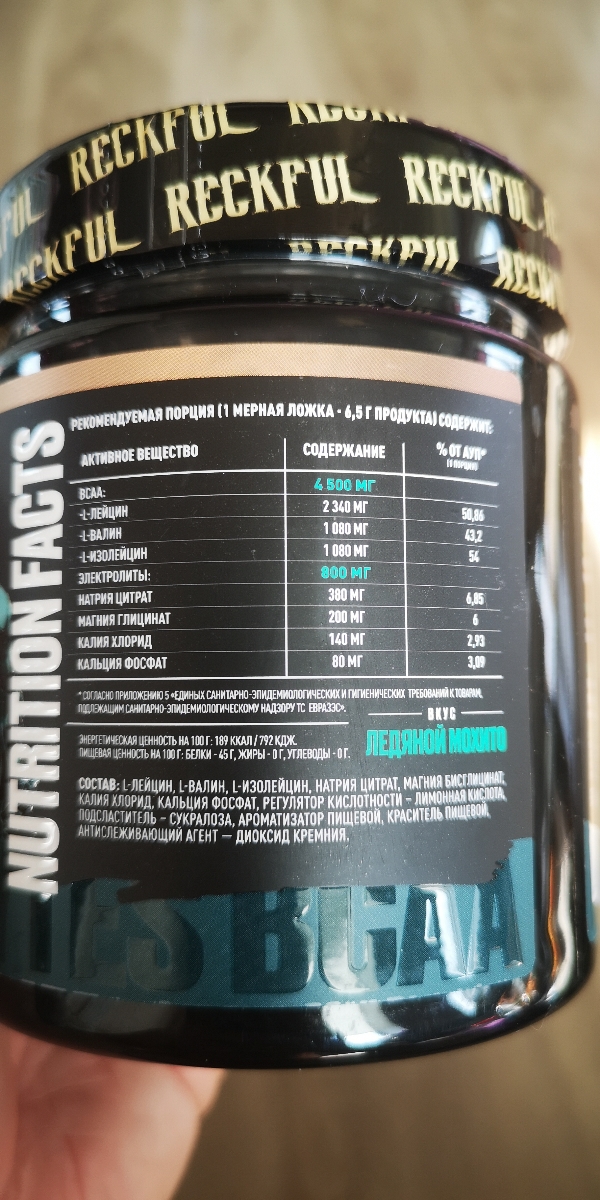 RECKFUL
RECKFUL RECKFUL
RECKFUL
NUTRITION FACTS
РЕКОМЕНДУЕМАЯ ПОРЦИЯ (1 МЕРНАЯ ЛОЖКА - 6,5 Г ПРОДУКТА) СОДЕРЖИТ:
АКТИВНОЕ ВЕЩЕСТВО СОДЕРЖАНИЕ % ОТ АУП*
(1 ПОРЦИЯ)
BCAA: 4 500 МГ
-L-ЛЕЙЦИН 2 340 МГ 50,86
-L-ВАЛИН 1 080 МГ 43,2
-L-ИЗОЛЕЙЦИН 1 080 МГ 54
ЭЛЕКТРОЛИТЫ: 800 МГ
НАТРИЯ ЦИТРАТ 380 МГ 6,85
МАГНИЯ ГЛИЦИНАТ 200 МГ 6
КАЛИЯ ХЛОРИД 140 МГ 2,93
КАЛЬЦИЯ ФОСФАТ 80 МГ 3,09
* СОГЛАСНО ПРИЛОЖЕНИЮ 5 «ЕДИНЫХ САНИТАРНО-ЭПИДЕМИОЛОГИЧЕСКИХ И ГИГИЕНИЧЕСКИХ ТРЕБОВАНИЙ К ТОВАРАМ,
ПОДЛЕЖАЩИМ САНИТАРНО-ЭПИДЕМИОЛОГИЧЕСКОМУ НАДЗОРУ ТС ЕВРАЗЭС».
ВКУС
ЛЕДЯНОЙ МОХИТО
ЭНЕРГЕТИЧЕСКАЯ ЦЕННОСТЬ НА 100 Г: 189 ККАЛ / 792 КДЖ.
ПИЩЕВАЯ ЦЕННОСТЬ НА 100 Г: БЕЛКИ - 45 Г, ЖИРЫ - 0 Г, УГЛЕВОДЫ - 0 Г.
СОСТАВ: L-ЛЕЙЦИН, L-ВАЛИН, L-ИЗОЛЕЙЦИН, НАТРИЯ ЦИТРАТ, МАГНИЯ БИСГЛИЦИНАТ,
КАЛИЯ ХЛОРИД, КАЛЬЦИЯ ФОСФАТ, РЕГУЛЯТОР КИСЛОТНОСТИ – ЛИМОННАЯ КИСЛОТА,
ПОДСЛАСТИТЕЛЬ – СУКРАЛОЗА, АРОМАТИЗАТОР ПИЩЕВОЙ, КРАСИТЕЛЬ ПИЩЕВОЙ,
АНТИСЛЕЖИВАЮЩИЙ АГЕНТ — ДИОКСИД КРЕМНИЯ.
BCAA